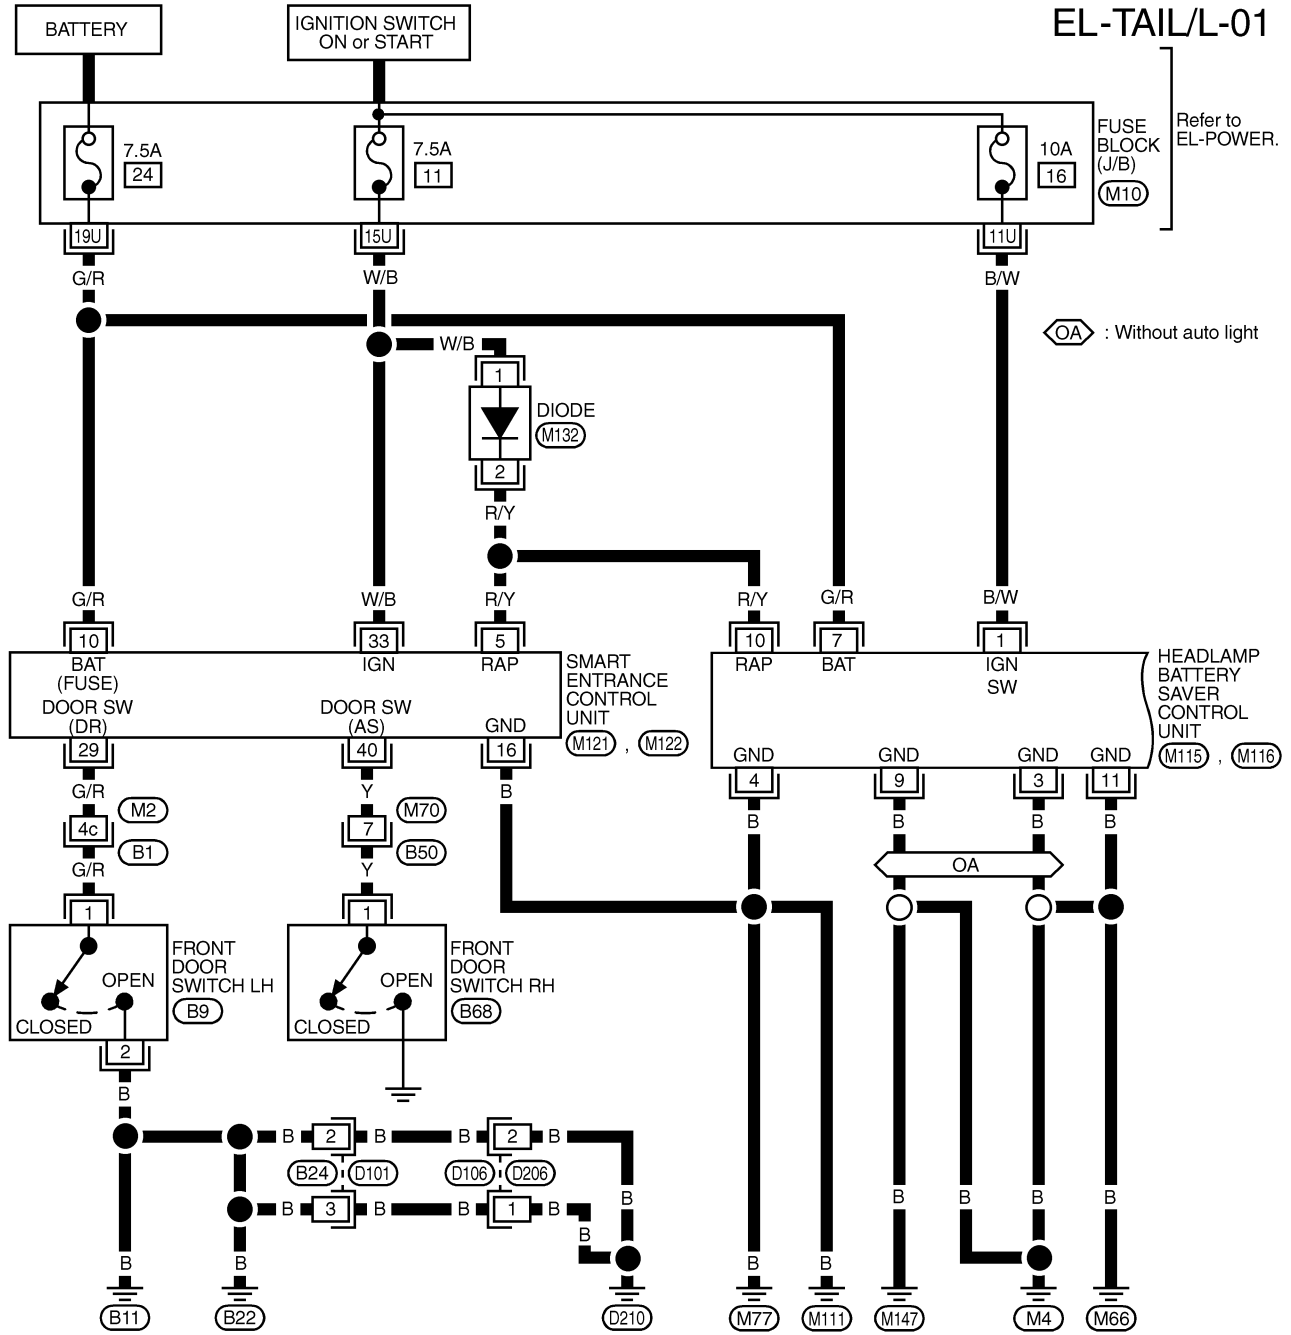 EL-TAIL/L-01
BATTERY
IGNITION SWITCH
ON or START
Refer to
EL-POWER.
7.5A
24
7.5A
11
10A
16
FUSE
BLOCK
(J/B)
M10
19U
15U
11U
G/R
W/B
B/W
OA : Without auto light
W/B
1
DIODE
M132
2
R/Y
G/R
W/B
R/Y
R/Y
G/R
B/W
10
33
5
10
7
1
BAT
(FUSE)
IGN
RAP
RAP
BAT
IGN
SW
SMART
ENTRANCE
CONTROL
UNIT
M121 , M122
HEADLAMP
BATTERY
SAVER
CONTROL
UNIT
M115 , M116
DOOR SW
(DR)
DOOR SW
(AS)
GND
GND
GND
GND
GND
29
40
16
4
9
3
11
G/R
Y
B
B
B
B
B
M2
4c
B1
M70
7
B50
G/R
Y
OA
1
1
FRONT
DOOR
SWITCH LH
B9
OPEN
CLOSED
FRONT
DOOR
SWITCH RH
B68
OPEN
CLOSED
2
B
B
2
B
B
2
B
B24
D101
D106
D206
B
3
B
B
1
B
B
B
B
B
B
B
B
B
B
B
B
B11
B22
D210
M77
M111
M147
M4
M66